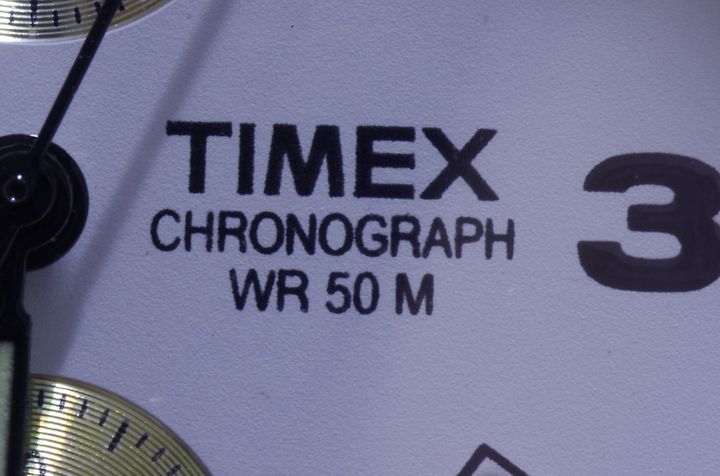 TIMEX
CHRONOGRAPH
WR 50 M
3